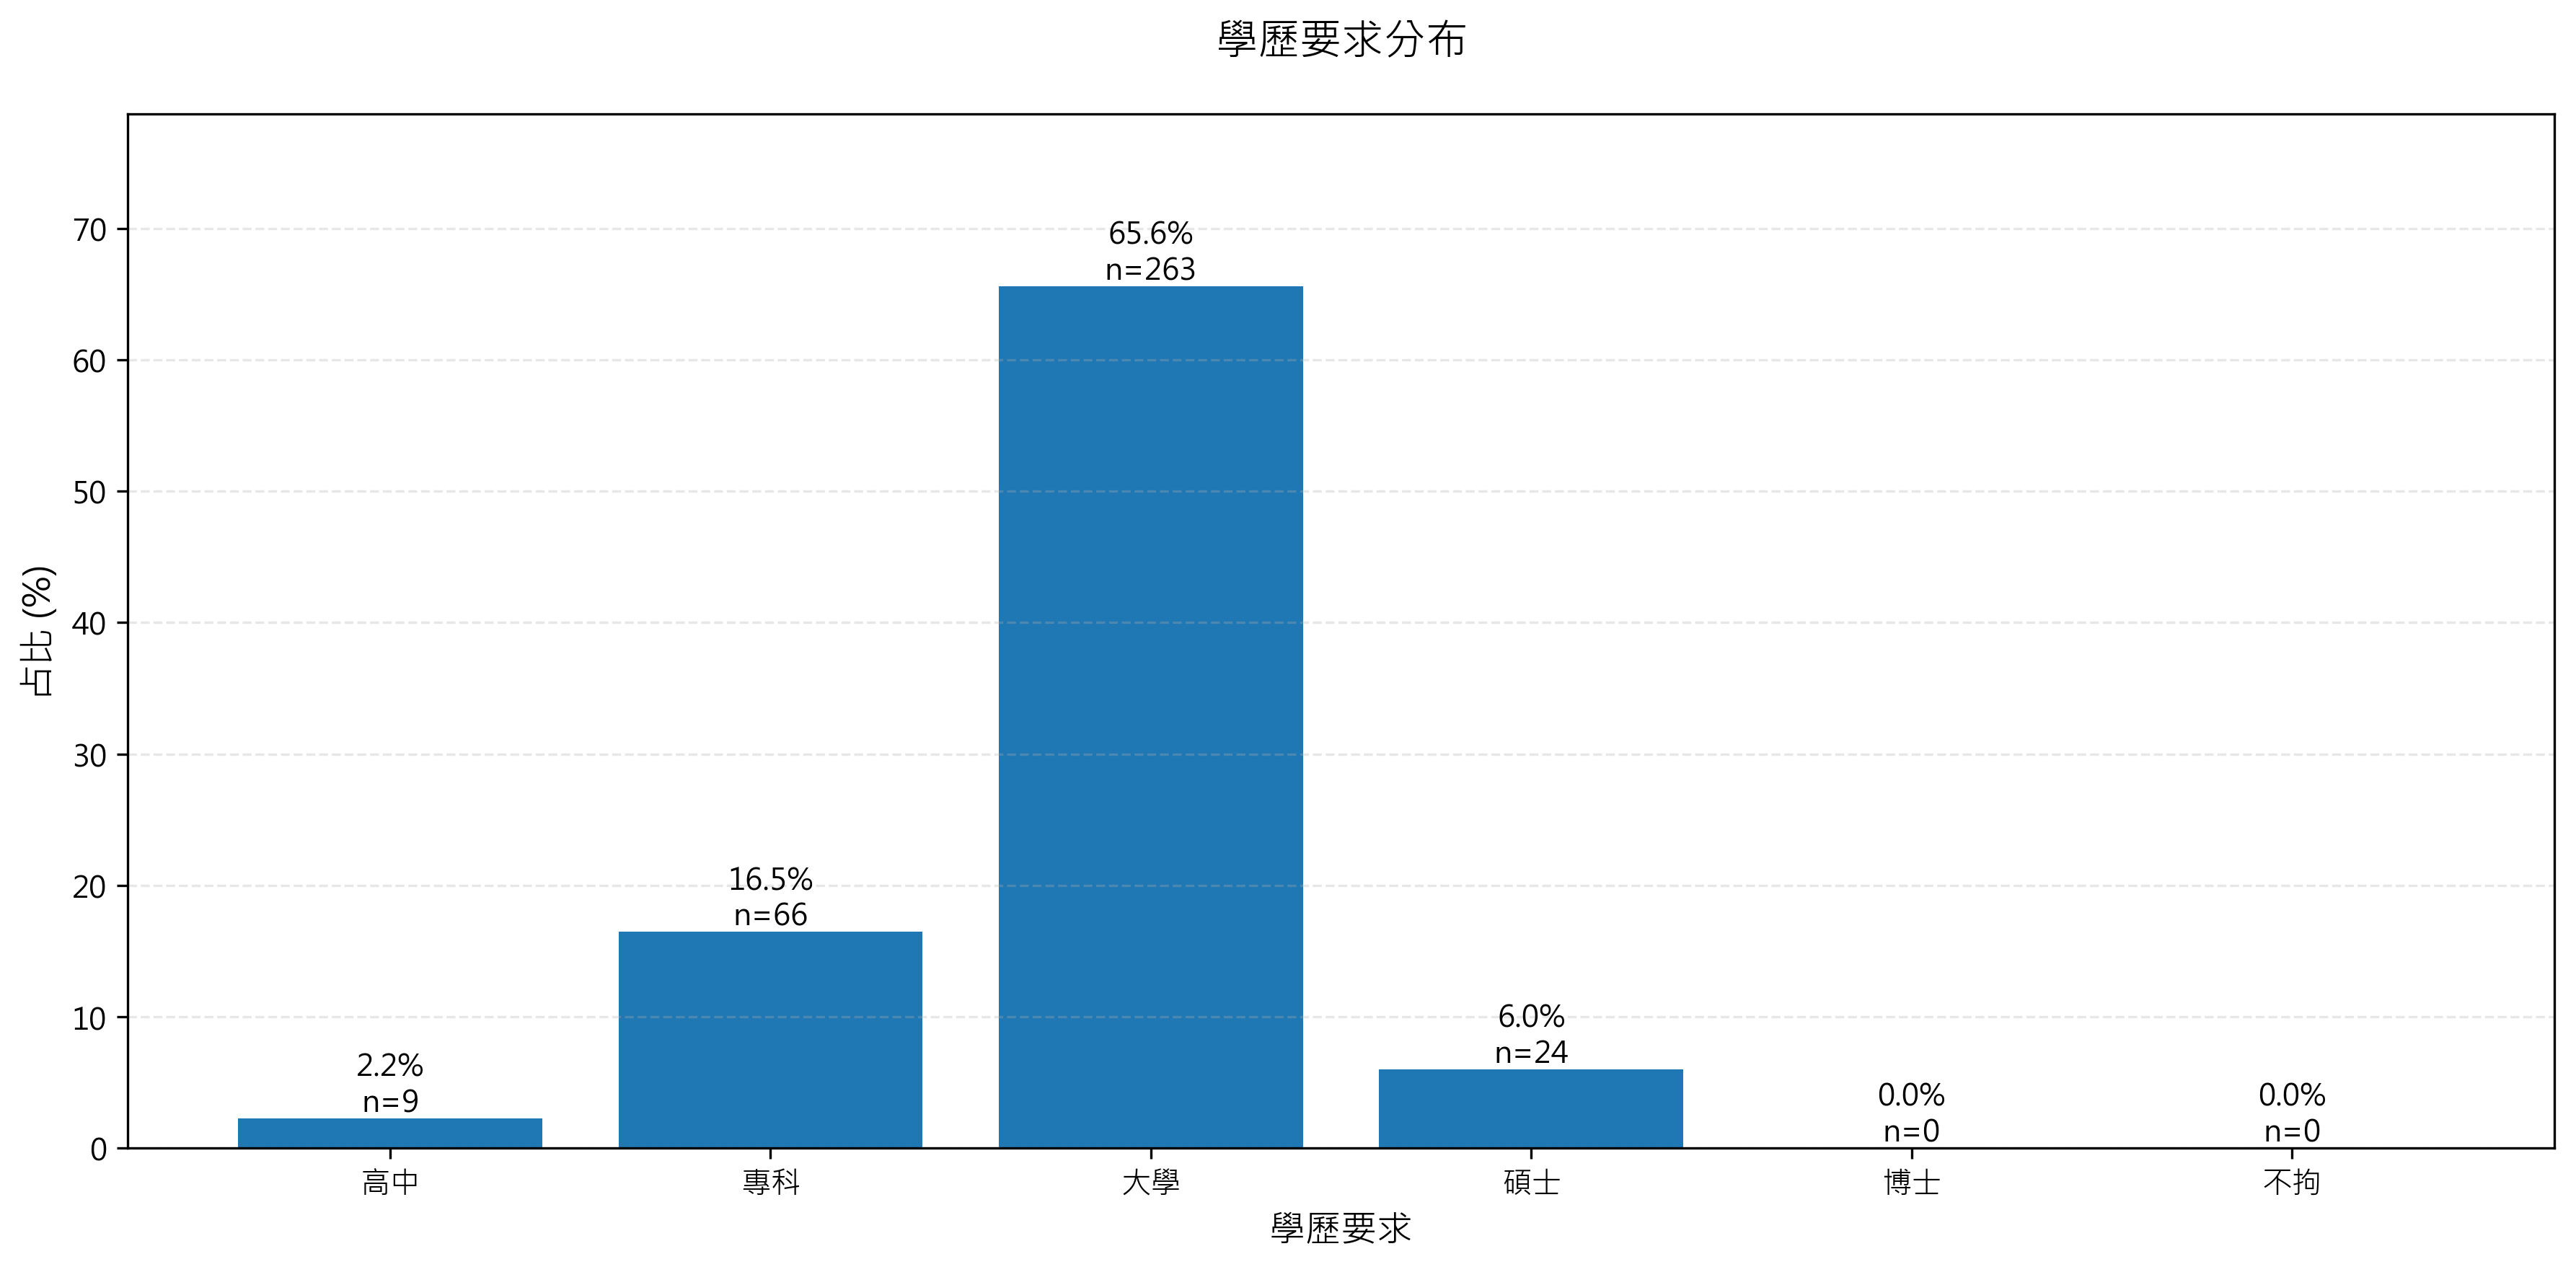 學歷要求分布
占比 (%)
70
60
50
40
30
20
10
0
2.2%
n=9
16.5%
n=66
65.6%
n=263
6.0%
n=24
0.0%
n=0
0.0%
n=0
高中
專科
大學
碩士
博士
不拘
學歷要求